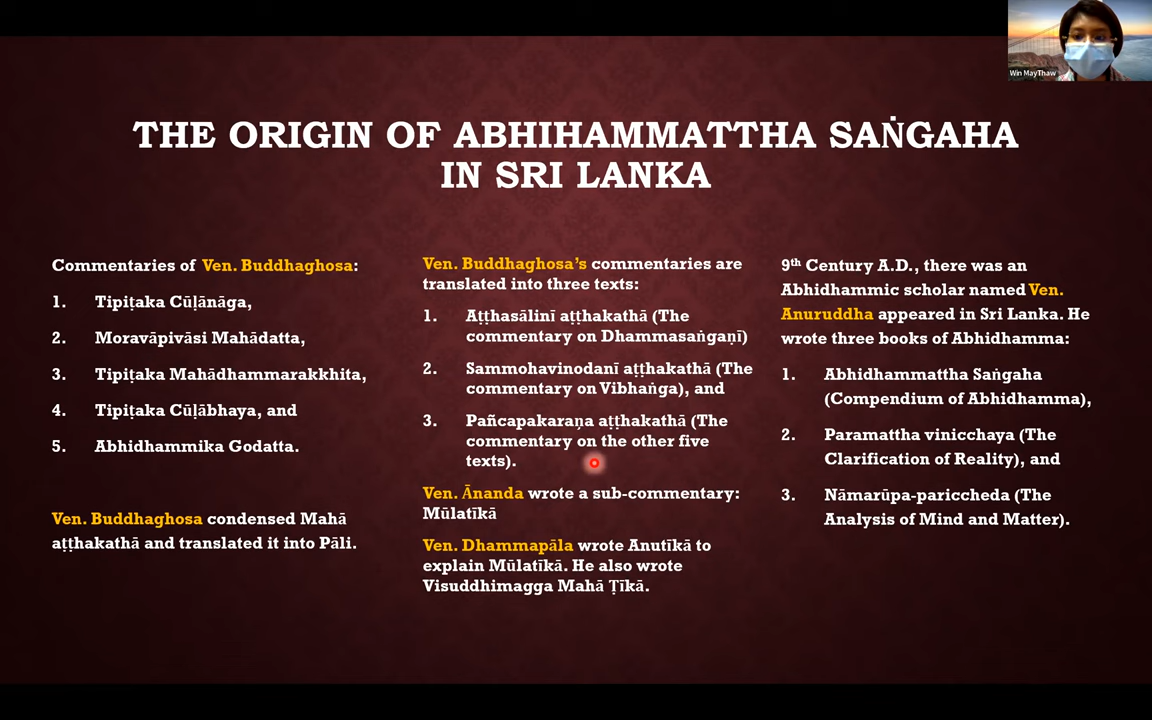 Win MayThaw
THE ORIGIN OF ABHIHAMMATTHA SAṄGAHA
IN SRI LANKA
Commentaries of Ven. Buddhaghosa:
1. Tipiṭaka Cūḷānāga,
2. Moravāpivāsi Mahādatta,
3. Tipiṭaka Mahādhammarakkhita,
4. Tipiṭaka Cūḷābhaya, and
5. Abhidhammika Godatta.
Ven. Buddhaghosa condensed Mahā
aṭṭhakathā and translated it into Pāli.
Ven. Buddhaghosa’s commentaries are
translated into three texts:
1. Aṭṭhasālinī aṭṭhakathā (The
commentary on Dhammasaṅgaṇī)
2. Sammohavinodanī aṭṭhakathā (The
commentary on Vibhaṅga), and
3. Pañcapakaraṇa aṭṭhakathā (The
commentary on the other five
texts).
Ven. Ānanda wrote a sub-commentary:
Mūlatīkā
Ven. Dhammapāla wrote Anutīkā to
explain Mūlatīkā. He also wrote
Visuddhimagga Mahā Ṭīkā.
9th Century A.D., there was an
Abhidhammic scholar named Ven.
Anuruddha appeared in Sri Lanka. He
wrote three books of Abhidhamma:
1. Abhidhammattha Saṅgaha
(Compendium of Abhidhamma),
2. Paramattha vinicchaya (The
Clarification of Reality), and
3. Nāmarūpa-pariccheda (The
Analysis of Mind and Matter).